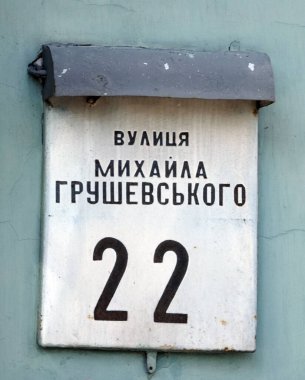 ВУЛИЦЯ
МИХАЙЛА
ГРУШЕВСЬКОГО
22